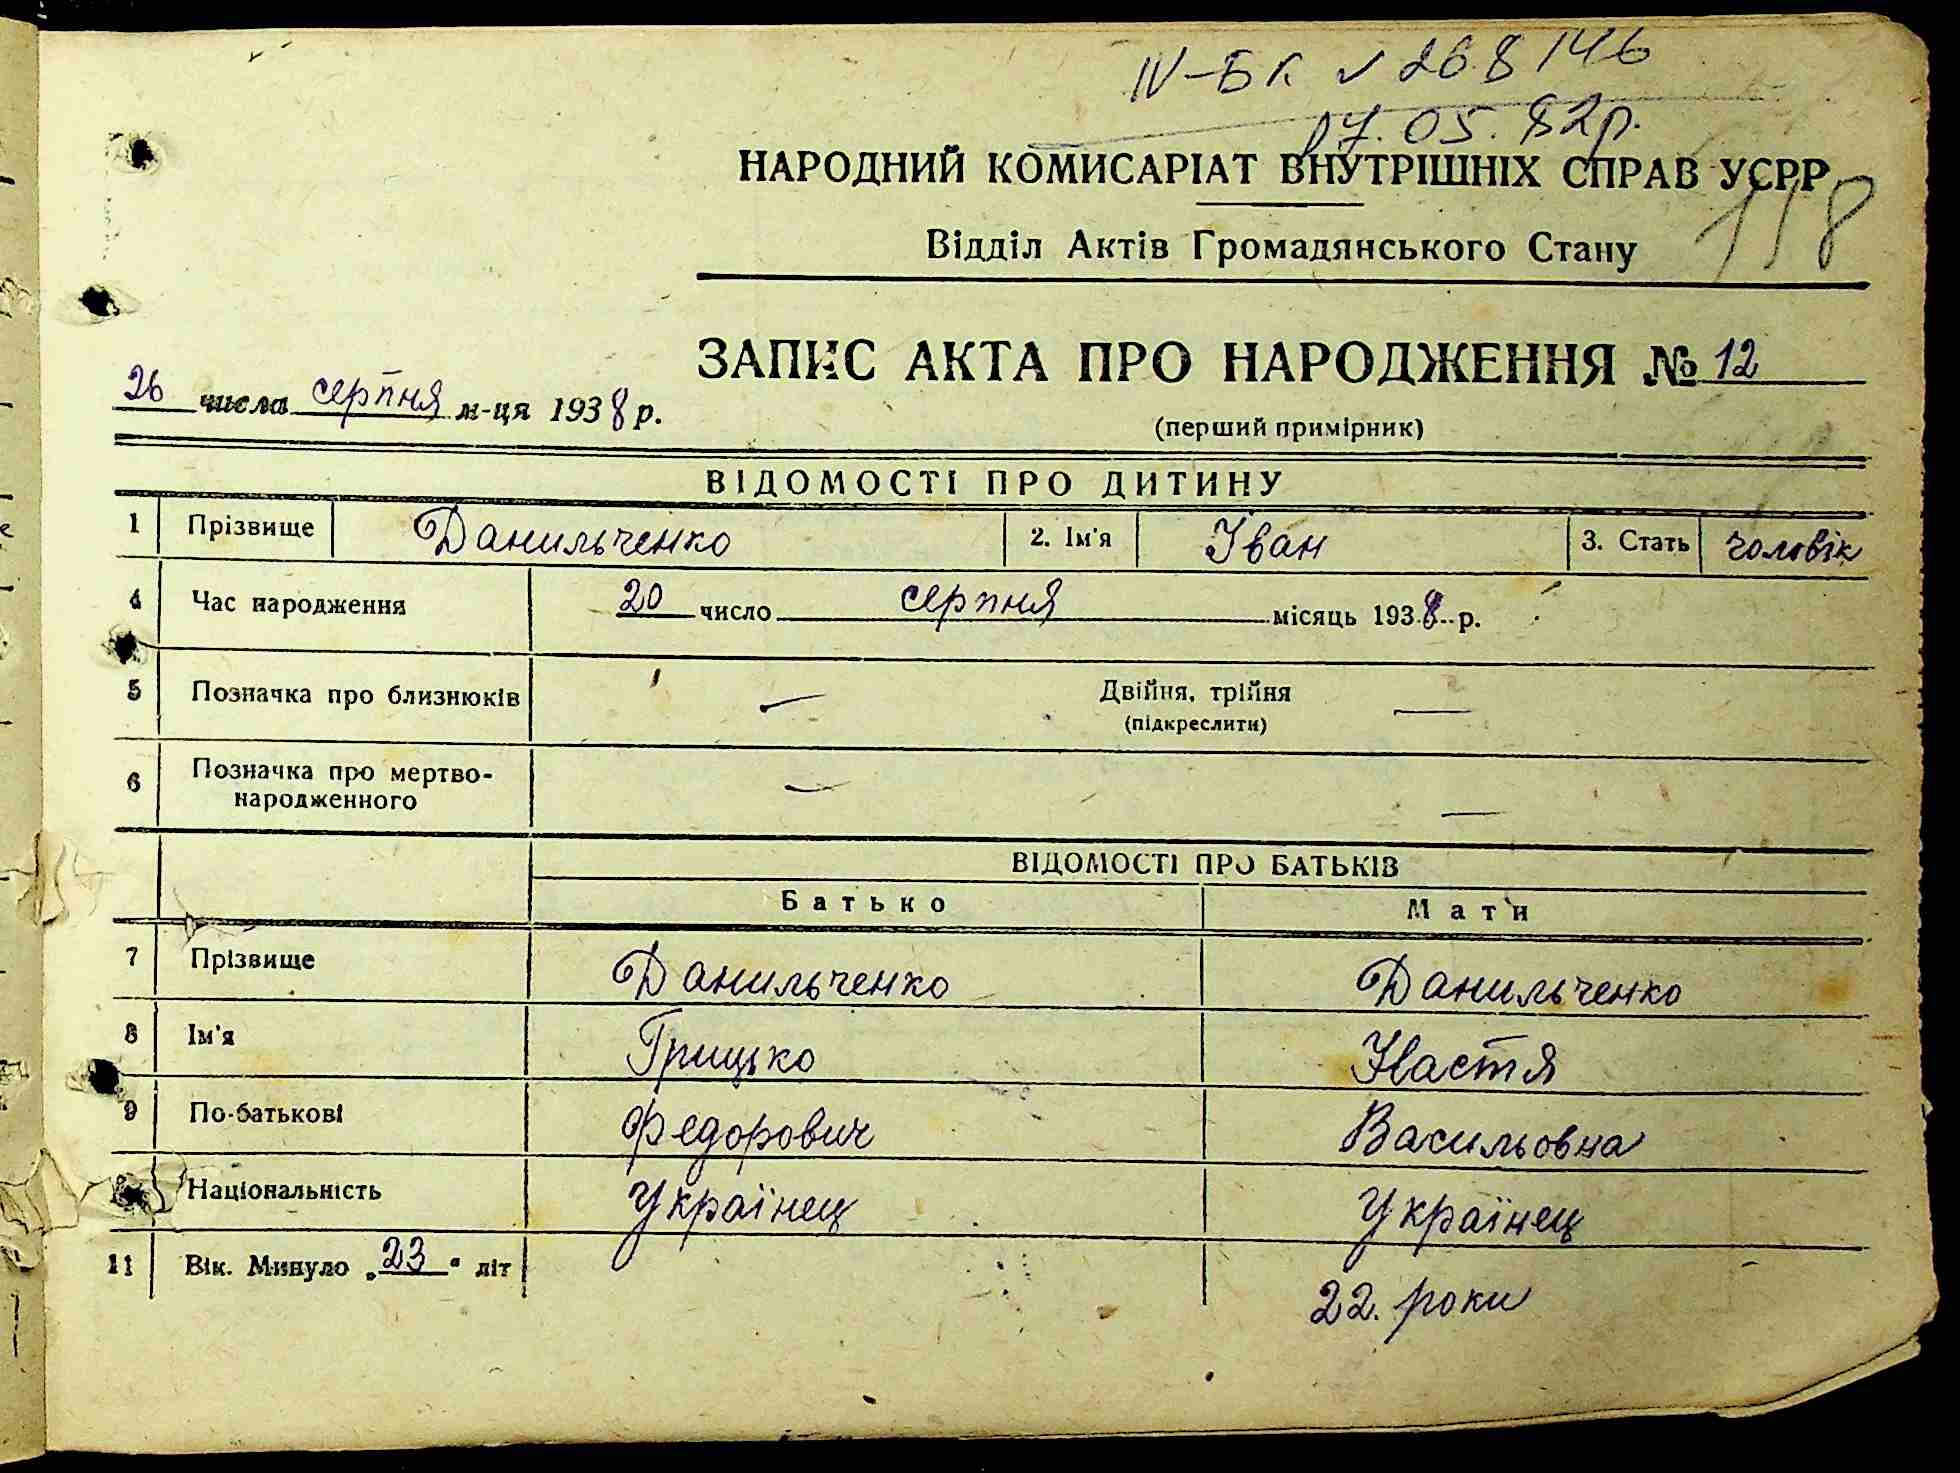 IV-БК № 268146
07.05.82р.
НАРОДНИЙ КОМИСАРІАТ ВНУТРІШНІХ СПРАВ УСРР
118
Відділ Актів Громадянського Стану
ЗАПИС АКТА ПРО НАРОДЖЕННЯ № 12
26 числа серпня м-ця 1938 р.
(перший примірник)
ВІДОМОСТІ ПРО ДИТИНУ
1 Прізвище Данильченко 2. Ім'я Іван 3. Стать чоловік
4 Час народження 20 число серпня місяць 1938 р.
5 Позначка про близнюків — Двійня, трійня —
(підкреслити)
6 Позначка про мертво-
народженного — —
ВІДОМОСТІ ПРО БАТЬКІВ
Батько Мати
7 Прізвище Данильченко Данильченко
8 Ім'я Грицько Настя
9 По-батькові Федорович Васильовна
Національність Українец Українец
11 Вік. Минуло „23" літ 22. роки